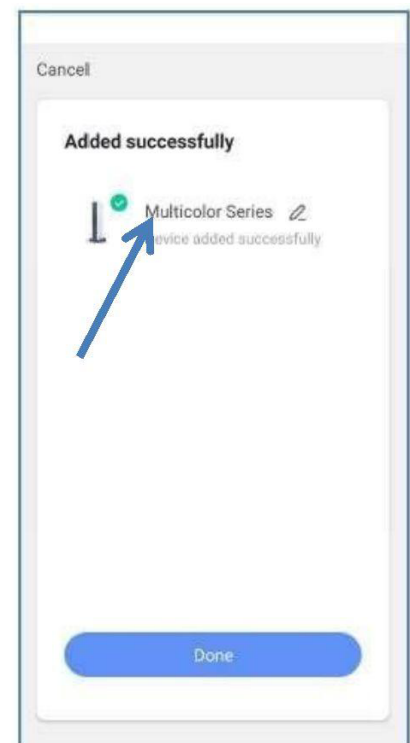 Cancel
Added successfully
Multicolor Series
evice added successfully
Done